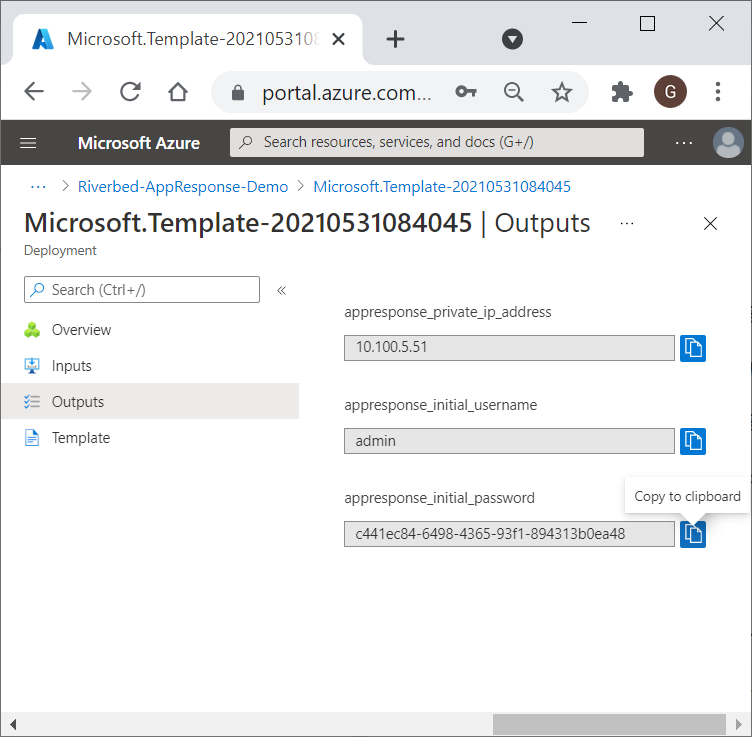 Microsoft.Template-2021053108
portal.azure.com...
G
Microsoft Azure
Search resources, services, and docs (G+/)
...
... > Riverbed-AppResponse-Demo > Microsoft.Template-20210531084045
Microsoft.Template-20210531084045 | Outputs ...
Deployment
Search (Ctrl+/)
«
Overview
Inputs
Outputs
Template
appresponse_private_ip_address
10.100.5.51
appresponse_initial_username
admin
appresponse_initial_password
Copy to clipboard
c441ec84-6498-4365-93f1-894313b0ea48